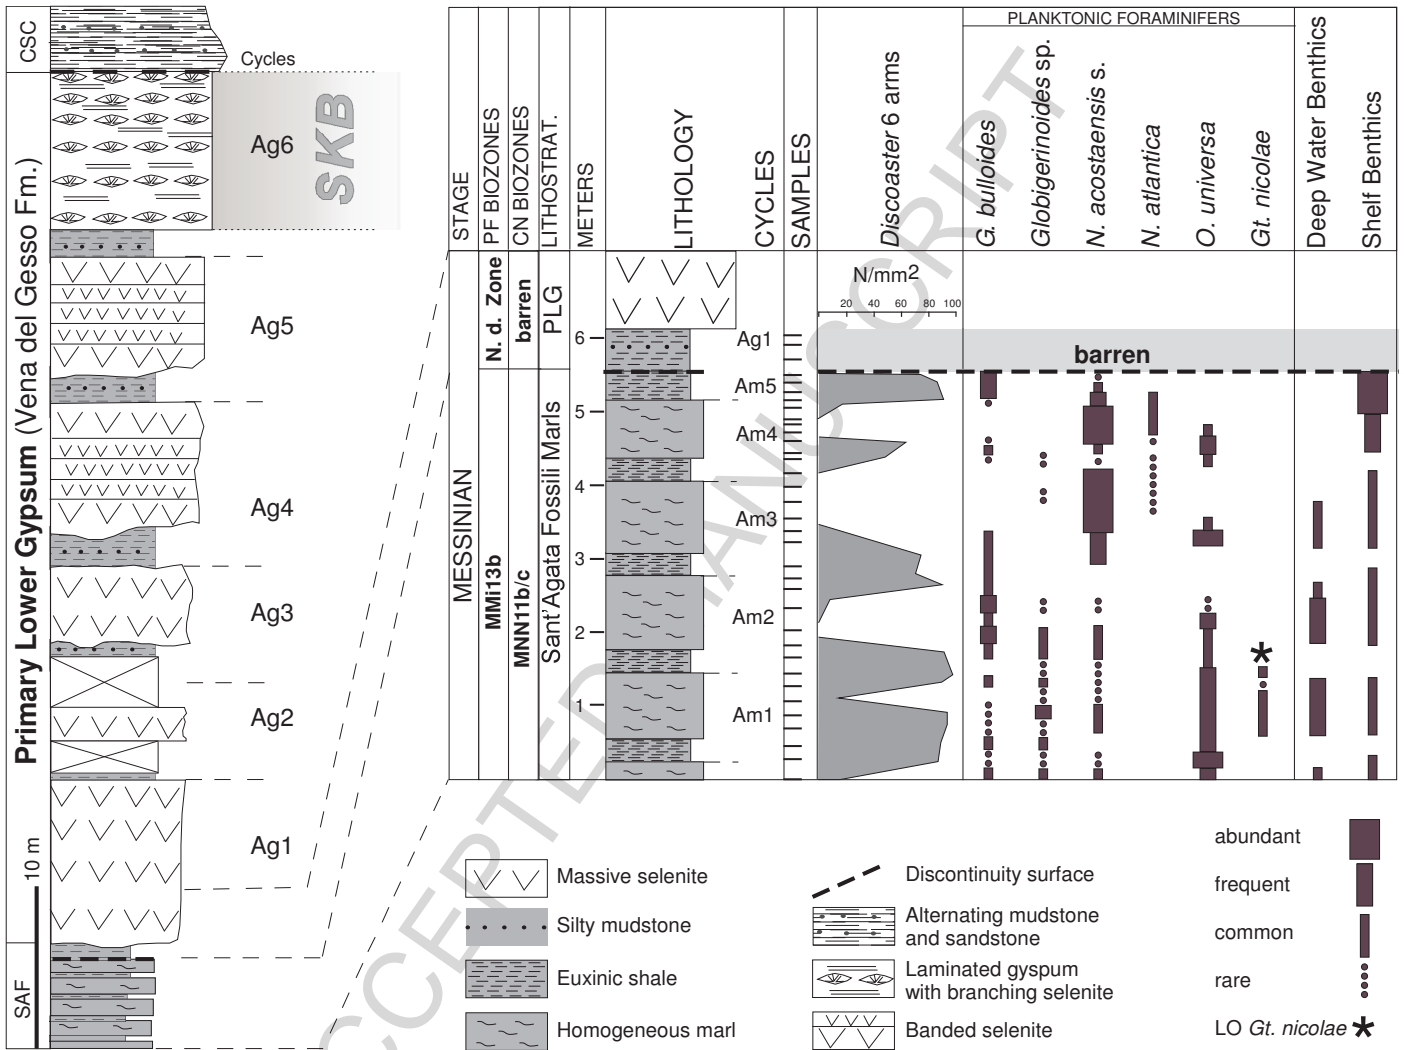 CSC
Primary Lower Gypsum (Vena del Gesso Fm.)
SAF
10 m
Cycles
Ag6
SKB
Ag5
Ag4
Ag3
Ag2
Ag1
STAGE
PF BIOZONES
CN BIOZONES
LITHOSTRAT.
METERS
LITHOLOGY
CYCLES
SAMPLES
Discoaster 6 arms
PLANKTONIC FORAMINIFERS
G. bulloides
Globigerinoides sp.
N. acostaensis s.
N. atlantica
O. universa
Gt. nicolae
Deep Water Benthics
Shelf Benthics
N/mm2
20 40 60 80 100
MESSINIAN
N. d. Zone
MMi13b
barren
MNN11b/c
PLG
Sant'Agata Fossili Marls
6
5
4
3
2
1
Ag1
Am5
Am4
Am3
Am2
Am1
barren
Massive selenite
Silty mudstone
Euxinic shale
Homogeneous marl
Discontinuity surface
Alternating mudstone
and sandstone
Laminated gyspum
with branching selenite
Banded selenite
abundant
frequent
common
rare
LO Gt. nicolae
ACCEPTED MANUSCRIPT